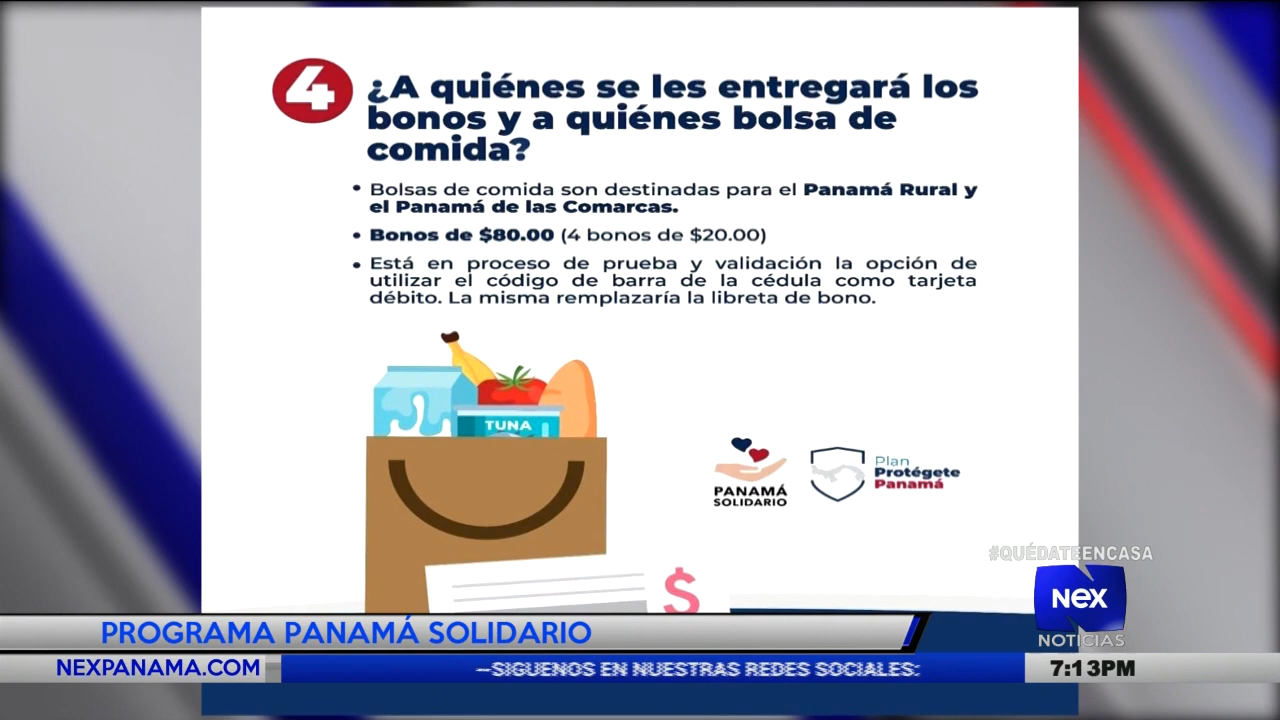 4
¿A quiénes se les entregará los
bonos y a quiénes bolsa de
comida?
• Bolsas de comida son destinadas para el Panamá Rural y
el Panamá de las Comarcas.
• Bonos de $80.00 (4 bonos de $20.00)
• Está en proceso de prueba y validación la opción de
utilizar el código de barra de la cédula como tarjeta
débito. La misma remplazaría la libreta de bono.
TUNA
$
PANAMÁ
SOLIDARIO
Plan
Protégete
Panamá
#QUÉDATEENCASA
NEX
NOTICIAS
PROGRAMA PANAMÁ SOLIDARIO
NEXPANAMA.COM
--SIGUENOS EN NUESTRAS REDES SOCIALES:
7:13PM